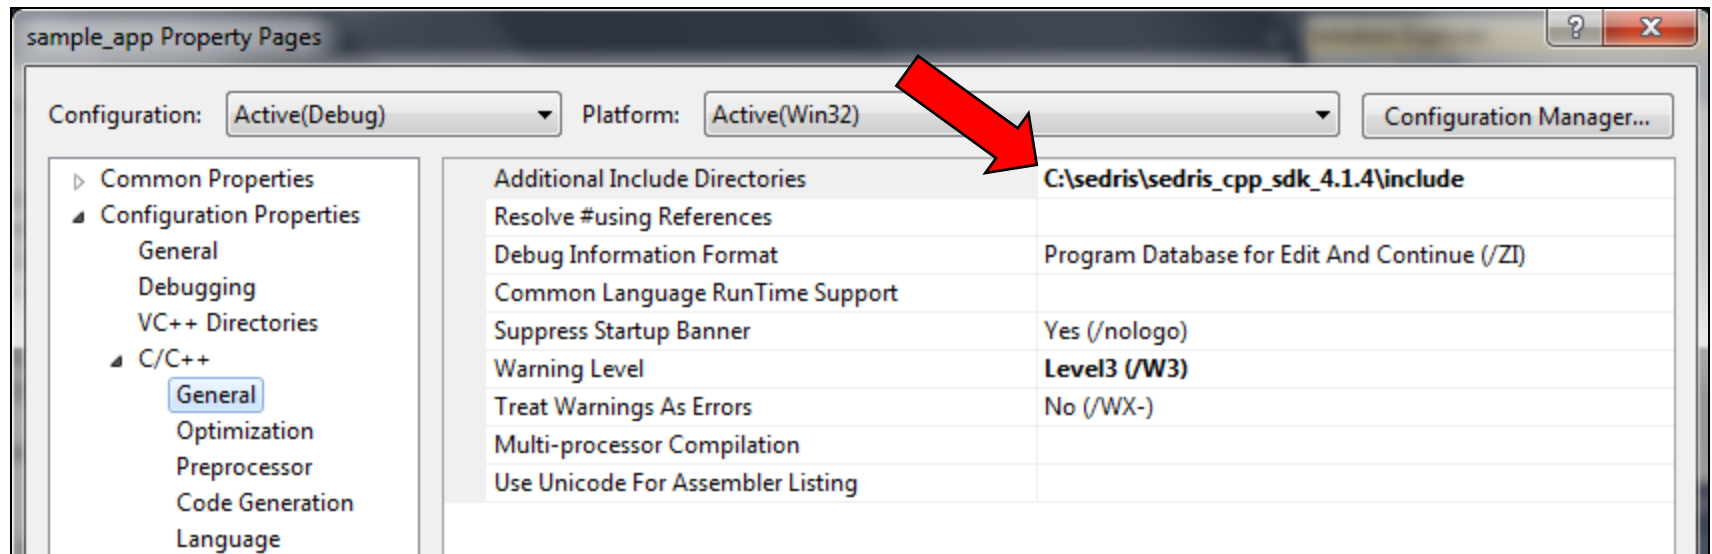 sample_app Property Pages
?
X
Configuration: Active(Debug) Platform: Active(Win32) Configuration Manager...
Common Properties
Configuration Properties
General
Debugging
VC++ Directories
C/C++
General
Optimization
Preprocessor
Code Generation
Language
Additional Include Directories C:\sedris\sedris_cpp_sdk_4.1.4\include
Resolve #using References
Debug Information Format Program Database for Edit And Continue (/ZI)
Common Language RunTime Support
Suppress Startup Banner Yes (/nologo)
Warning Level Level3 (/W3)
Treat Warnings As Errors No (/WX-)
Multi-processor Compilation
Use Unicode For Assembler Listing